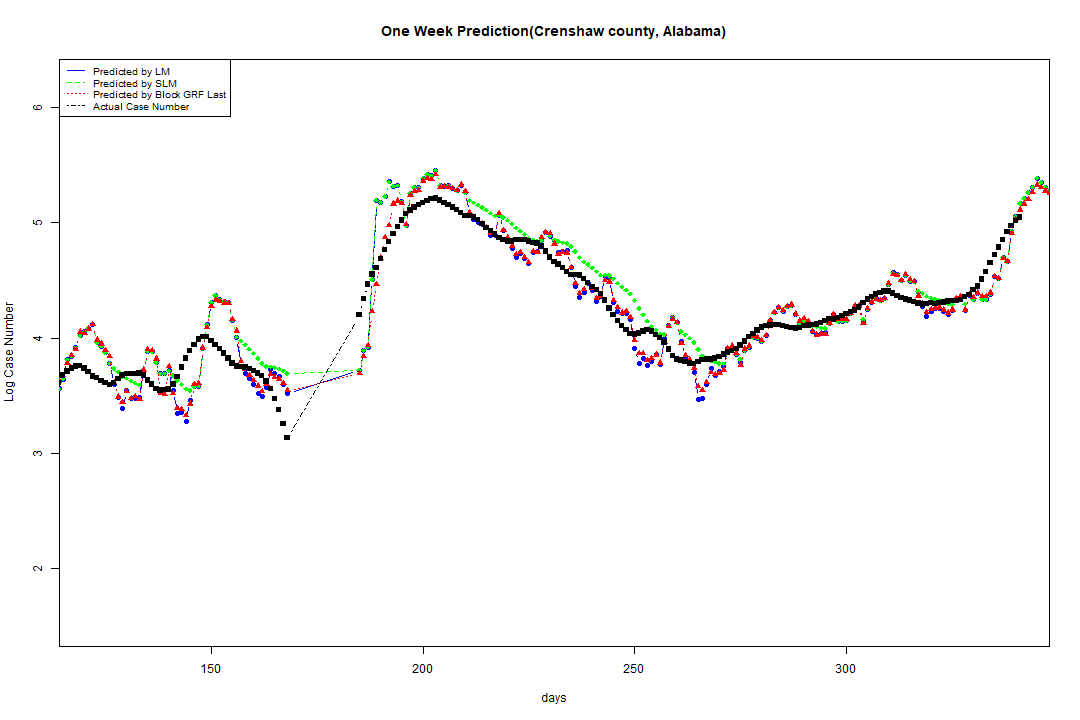 One Week Prediction(Crenshaw county, Alabama)
Predicted by LM
Predicted by SLM
Predicted by Block GRF Last
Actual Case Number
6
5
4
3
2
Log Case Number
150 200 250 300
days